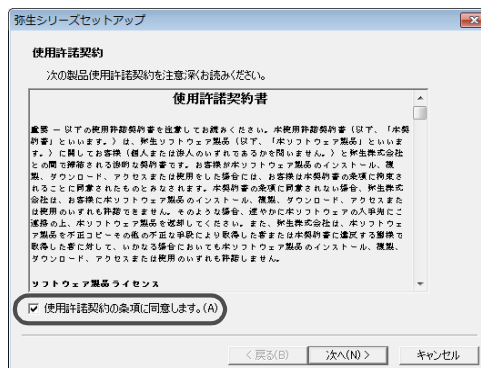 弥生シリーズセットアップ
使用許諾契約
次の製品使用許諾契約を注意深くお読みください。
使用許諾契約書
重要 － 以下の使用許諾契約書を注意してお読みください。本使用許諾契約書（以下、「本契
約書」といいます。）は、弥生ソフトウェア製品（以下、「本ソフトウェア製品」といいま
す。）に関してお客様（個人または法人のいずれであるかを問いません。）と弥生株式会社
との間で締結される法的な契約書です。お客様が本ソフトウェア製品をインストール、複
製、ダウンロード、アクセスまたは使用をした場合には、お客様は本契約書の条項に拘束さ
れることに同意されたものとみなされます。本契約書の条項に同意されない場合、弥生株式
会社は、お客様に本ソフトウェア製品のインストール、複製、ダウンロード、アクセスまた
は使用のいずれも許諾できません。そのような場合、速やかに本ソフトウェアの入手先にご
連絡の上、本ソフトウェア製品を返却してください。また、弥生株式会社は、本ソフトウェ
ア製品を不正コピーその他の不正な手段により取得した者または本契約書に違反する態様で
取得した者に対して、いかなる場合においても本ソフトウェア製品のインストール、複製、
ダウンロード、アクセスまたは使用のいずれも許諾しません。
ソフトウェア製品ライセンス
使用許諾契約の条項に同意します。(A)
< 戻る(B) 次へ(N) > キャンセル